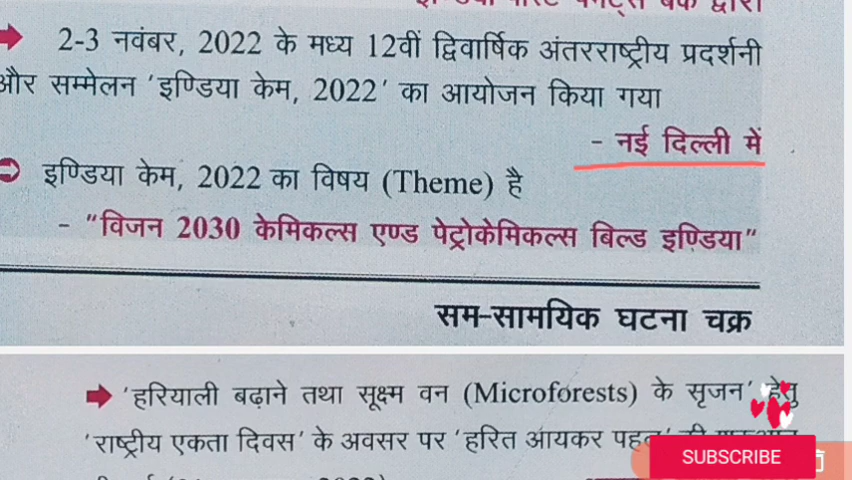 2-3 नवंबर, 2022 के मध्य 12वीं द्विवार्षिक अंतरराष्ट्रीय प्रदर्शनी
और सम्मेलन 'इण्डिया केम, 2022' का आयोजन किया गया
- नई दिल्ली में
इण्डिया केम, 2022 का विषय (Theme) है
- "विजन 2030 केमिकल्स एण्ड पेट्रोकेमिकल्स बिल्ड इण्डिया"
सम-सामयिक घटना चक्र
'हरियाली बढ़ाने तथा सूक्ष्म वन (Microforests) के सृजन' हेतु
'राष्ट्रीय एकता दिवस' के अवसर पर 'हरित आयकर
SUBSCRIBE